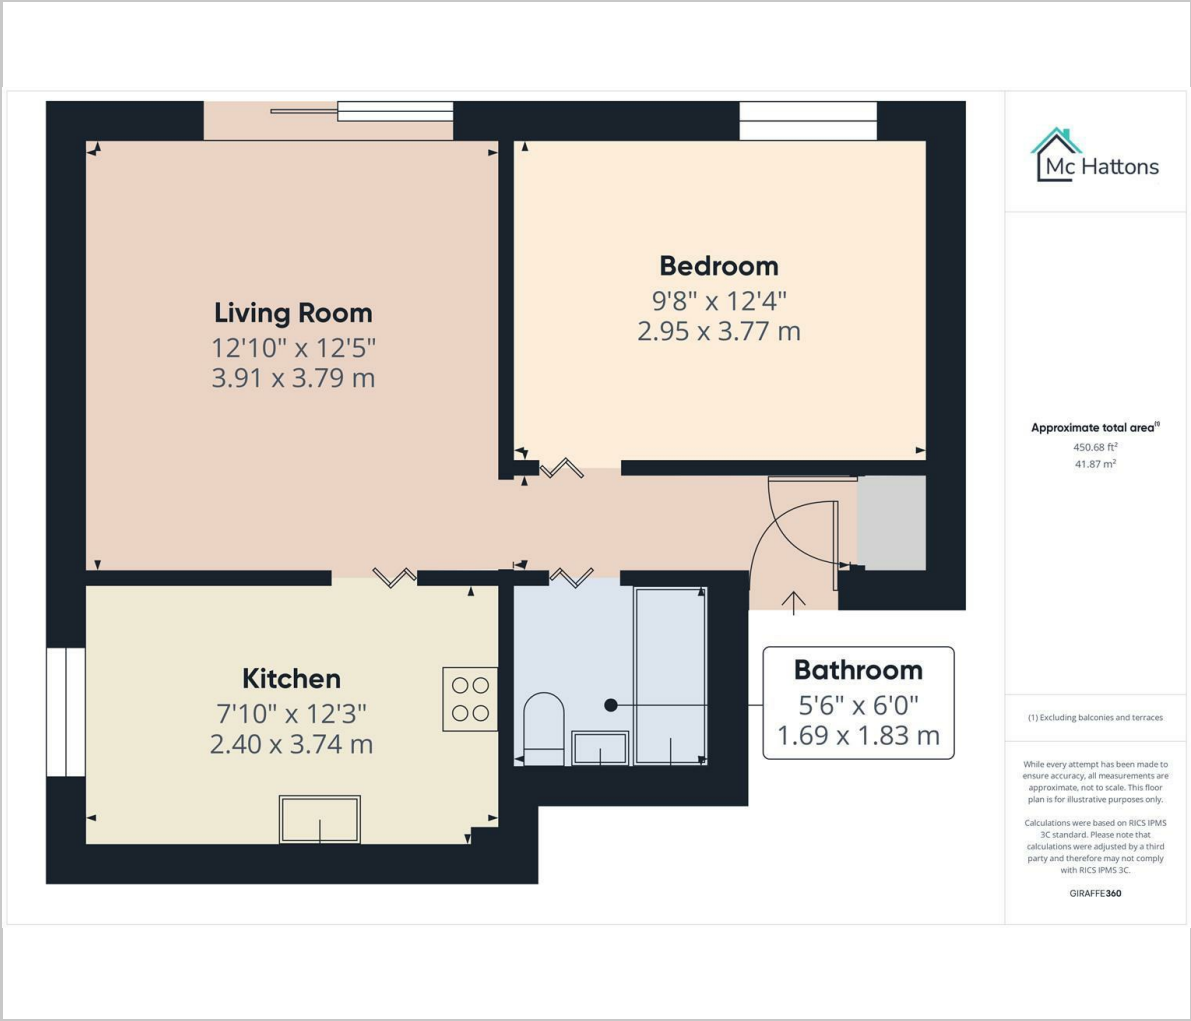 Living Room
12'10" x 12'5"
3.91 x 3.79 m
Bedroom
9'8" x 12'4"
2.95 x 3.77 m
Kitchen
7'10" x 12'3"
2.40 x 3.74 m
Bathroom
5'6" x 6'0"
1.69 x 1.83 m
Mc Hattons
Approximate total area(1)
450.68 ft²
41.87 m²
(1) Excluding balconies and terraces
While every attempt has been made to
ensure accuracy, all measurements are
approximate, not to scale. This floor
plan is for illustrative purposes only.
Calculations were based on RICS IPMS
3C standard. Please note that
calculations were adjusted by a third
party and therefore may not comply
with RICS IPMS 3C.
GIRAFFE360